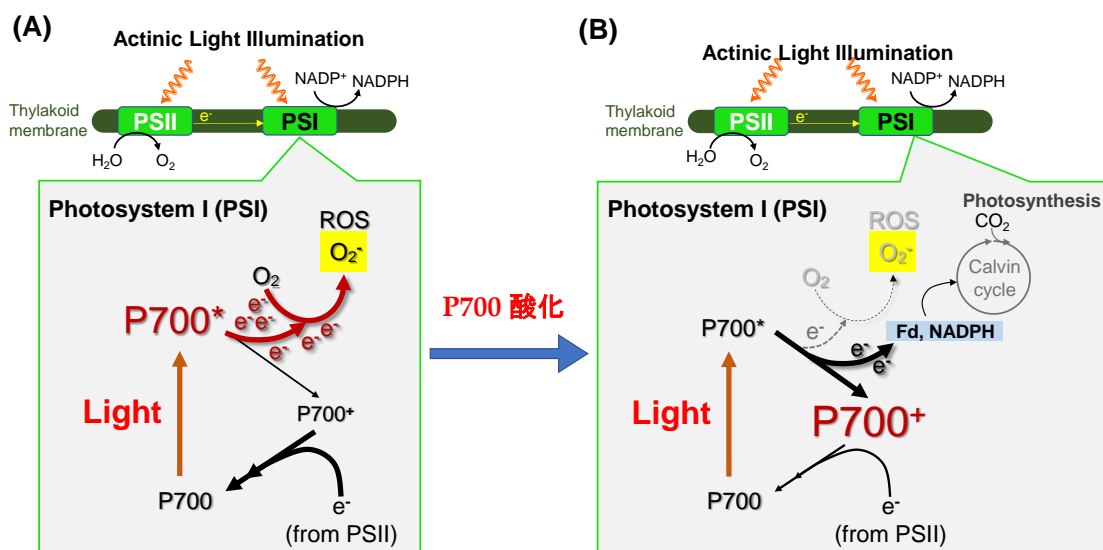 (A)
Actinic Light Illumination
NADP⁺ NADPH
Thylakoid
membrane
PSII
e⁻
PSI
H₂O
O₂
Photosystem I (PSI)
ROS
O₂⁻
O₂
e⁻
e⁻e⁻
e⁻e⁻
e⁻
P700*
Light
P700⁺
P700
e⁻
(from PSII)
P700 酸化
(B)
Actinic Light Illumination
NADP⁺ NADPH
Thylakoid
membrane
PSII
e⁻
PSI
H₂O
O₂
Photosystem I (PSI)
Photosynthesis
CO₂
ROS
O₂⁻
O₂
Calvin
cycle
e⁻
P700*
Fd, NADPH
e⁻
e⁻
Light
P700⁺
P700
e⁻
(from PSII)